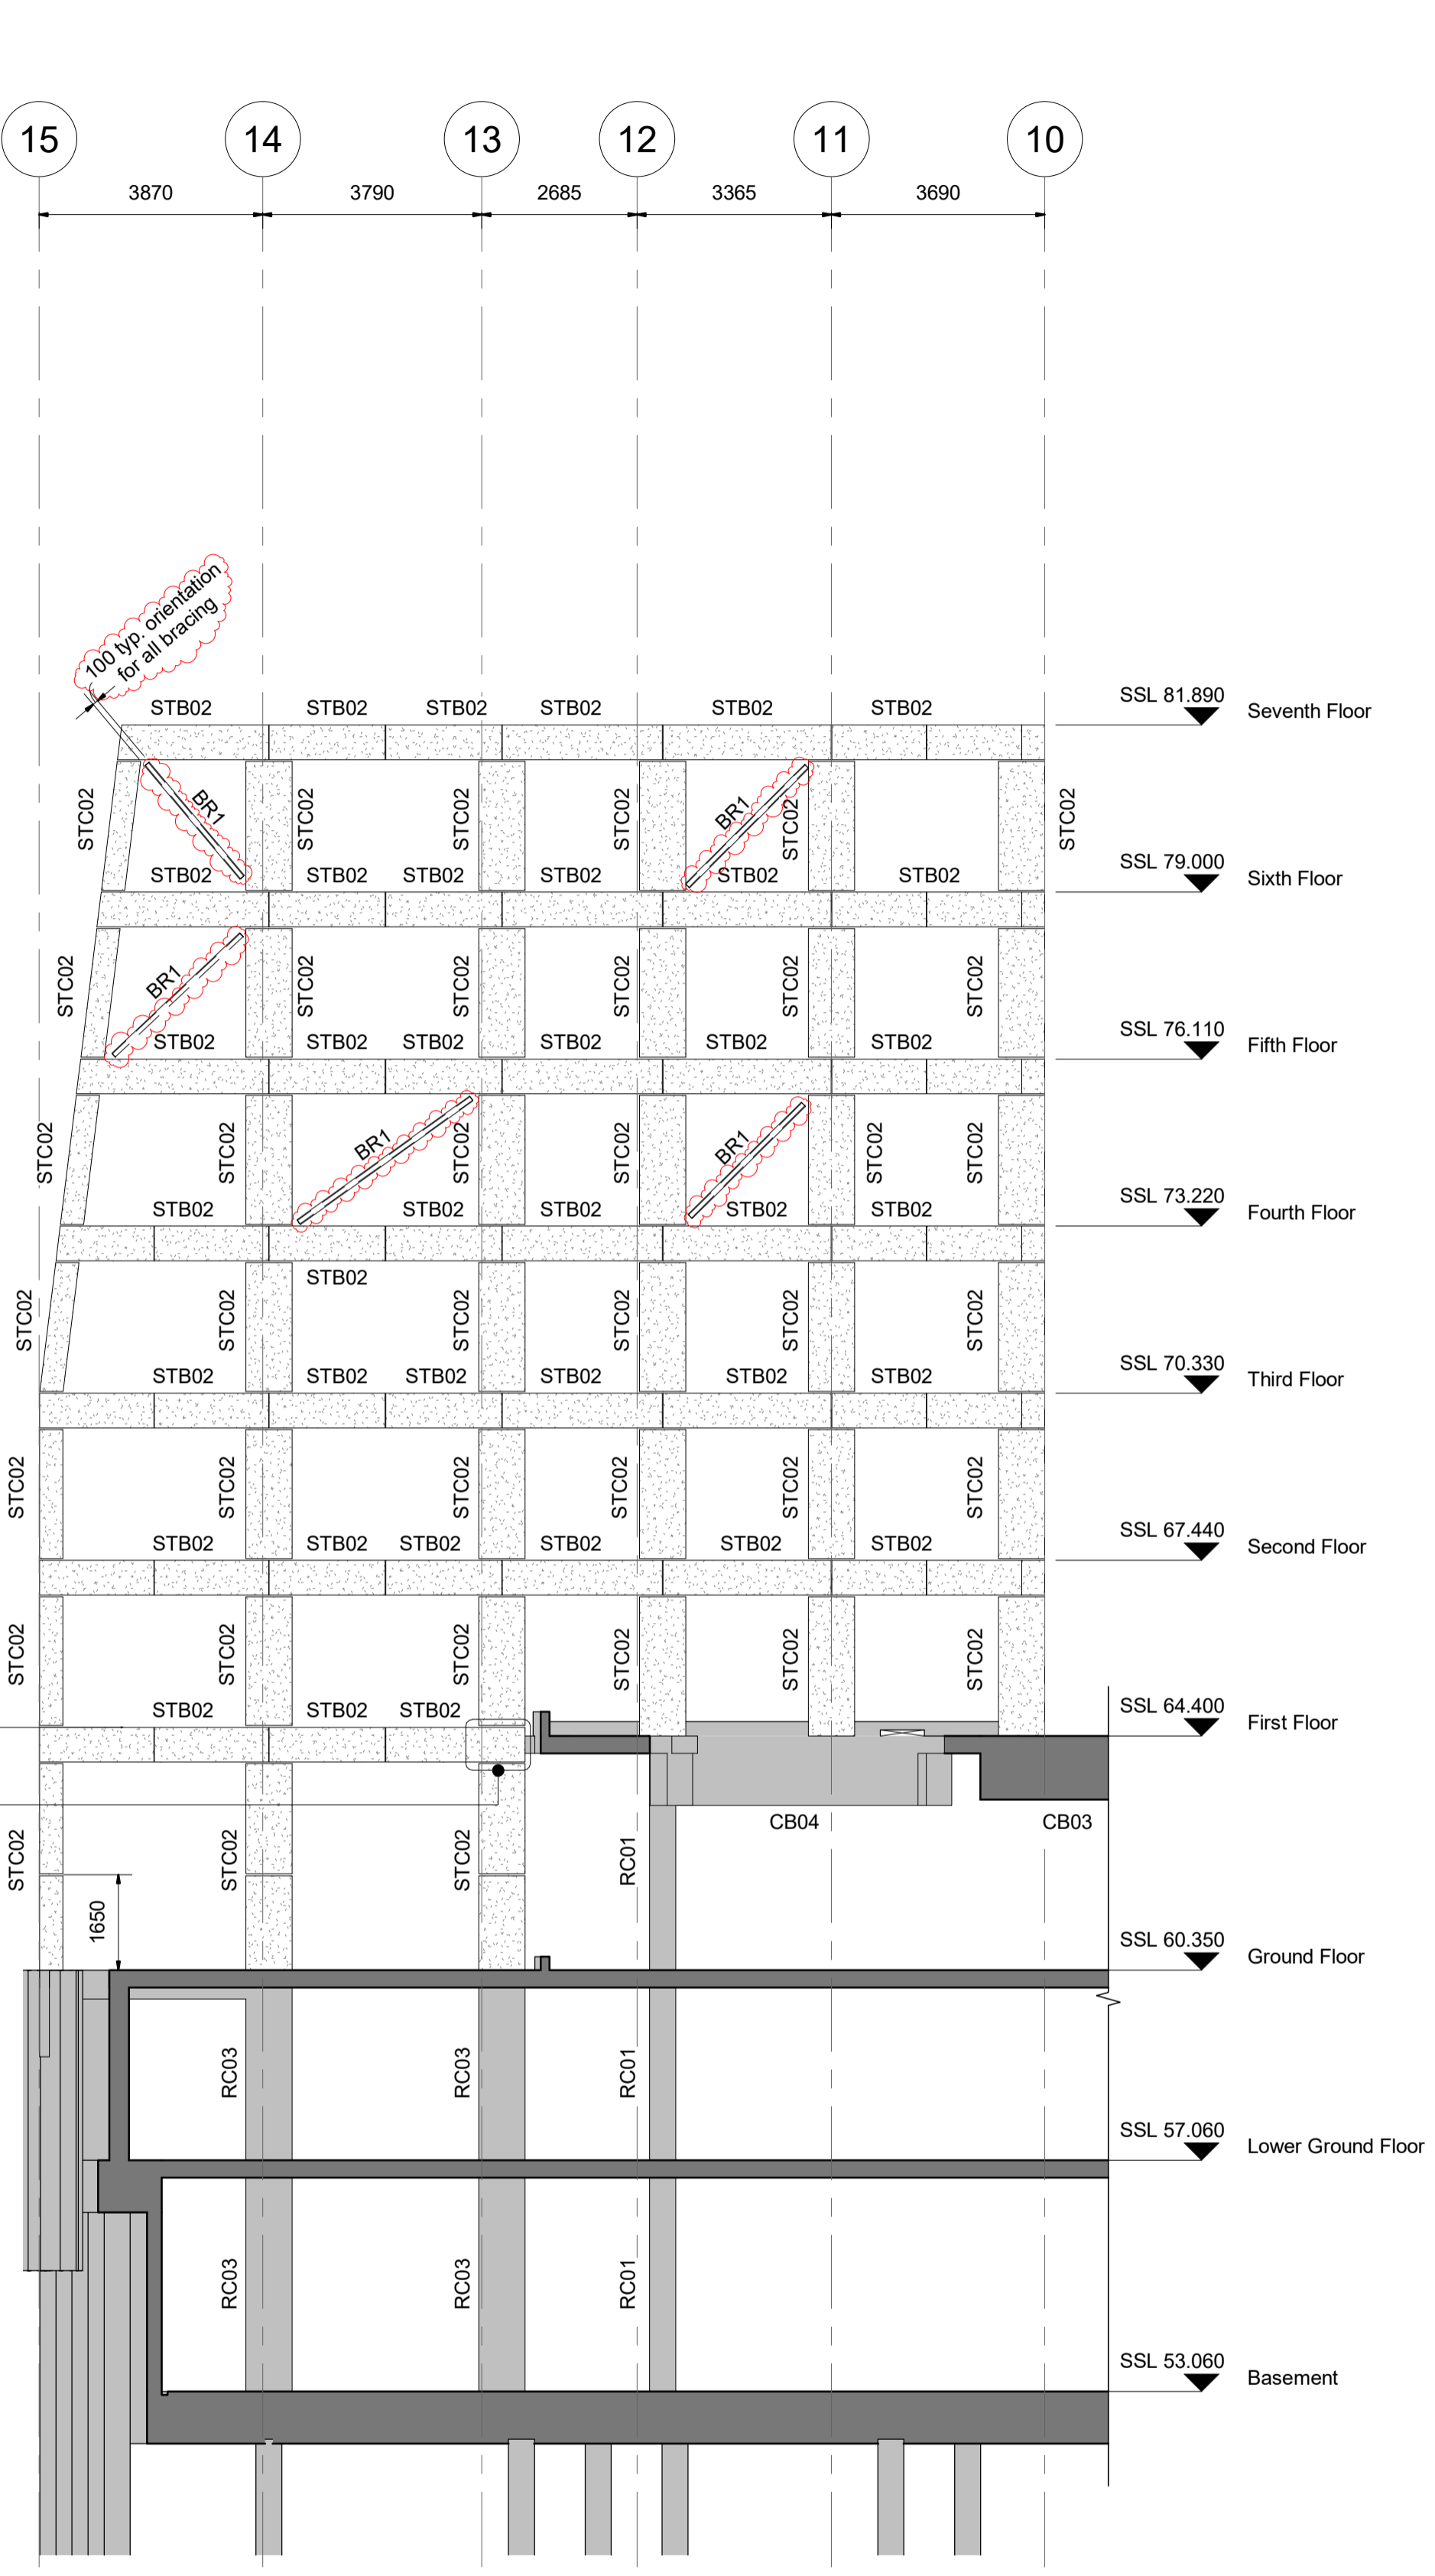 15 14 13 12 11 10
3870 3790 2685 3365 3690
100 typ. orientation
for all bracing
STB02 STB02 STB02 STB02 STB02 STB02 SSL 81.890 Seventh Floor
STC02 BR1 STC02 STC02 STC02 BR1 STC02 STC02
STB02 STB02 STB02 STB02 STB02 STB02 SSL 79.000 Sixth Floor
STC02 BR1 STC02 STC02 STC02 STC02 STC02
STB02 STB02 STB02 STB02 STB02 STB02 SSL 76.110 Fifth Floor
STC02 STC02 BR1 STC02 STC02 BR1 STC02 STC02
STB02 STB02 STB02 STB02 STB02 SSL 73.220 Fourth Floor
STB02
STC02 STC02 STC02 STC02 STC02 STC02
STB02 STB02 STB02 STB02 STB02 STB02 SSL 70.330 Third Floor
STC02 STC02 STC02 STC02 STC02 STC02
STB02 STB02 STB02 STB02 STB02 STB02 SSL 67.440 Second Floor
STC02 STC02 STC02 STC02 STC02 STC02
STB02 STB02 STB02 SSL 64.400 First Floor
CB04 CB03
STC02 STC02 STC02 RC01
1650
SSL 60.350 Ground Floor
RC03 RC03 RC01
SSL 57.060 Lower Ground Floor
RC03 RC03 RC01
SSL 53.060 Basement